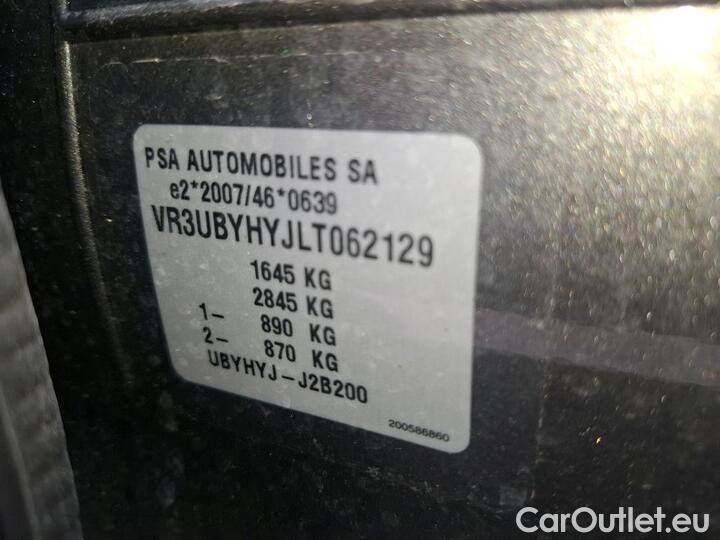 PSA AUTOMOBILES SA
e2*2007/46*0639
VR3UBYHYJLT062129
1645 KG
2845 KG
1- 890 KG
2- 870 KG
UBYHYJ-J2B200
200586860
CarOutlet.eu